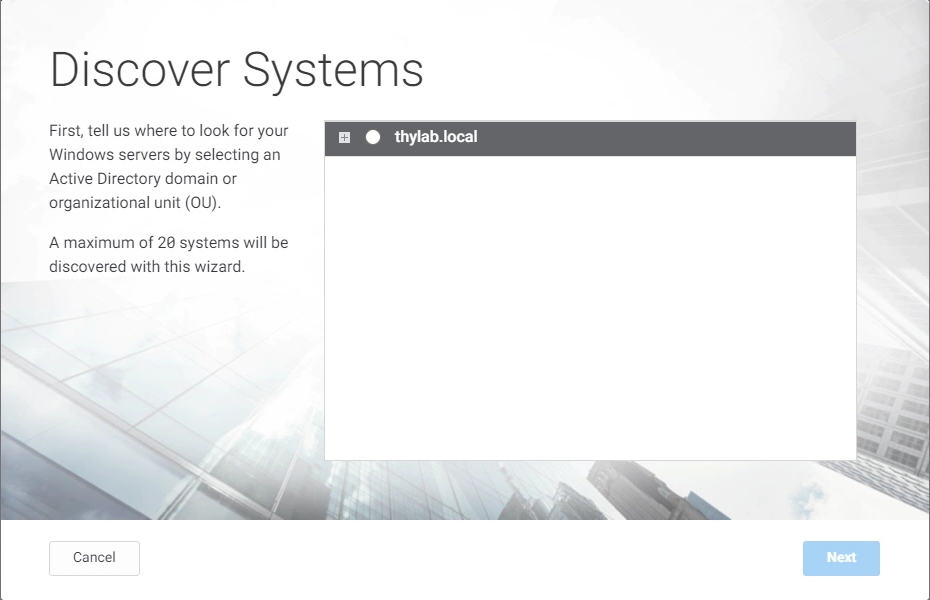 Discover Systems
First, tell us where to look for your
Windows servers by selecting an
Active Directory domain or
organizational unit (OU).
A maximum of 20 systems will be
discovered with this wizard.
thylab.local
Cancel
Next